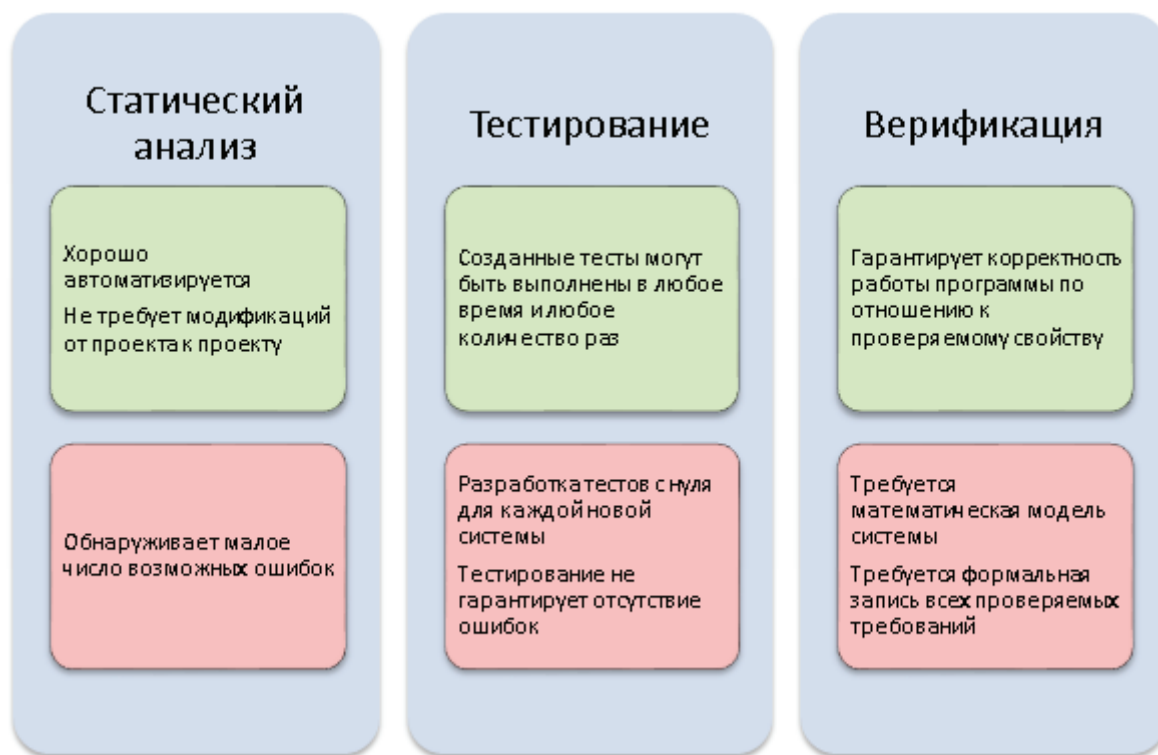 Статический
анализ
Хорошо
автоматизируется
Не требует модификаций
от проекта к проекту
Обнаруживает малое
число возможных ошибок
Тестирование
Созданные тесты могут
быть выполнены в любое
время и любое
количество раз
Разработка тестов с нуля
для каждой новой
системы
Тестирование не
гарантирует отсутствие
ошибок
Верификация
Гарантирует корректность
работы программы по
отношению к
проверяемому свойству
Требуется
математическая модель
системы
Требуется формальная
запись всех проверяемых
требований